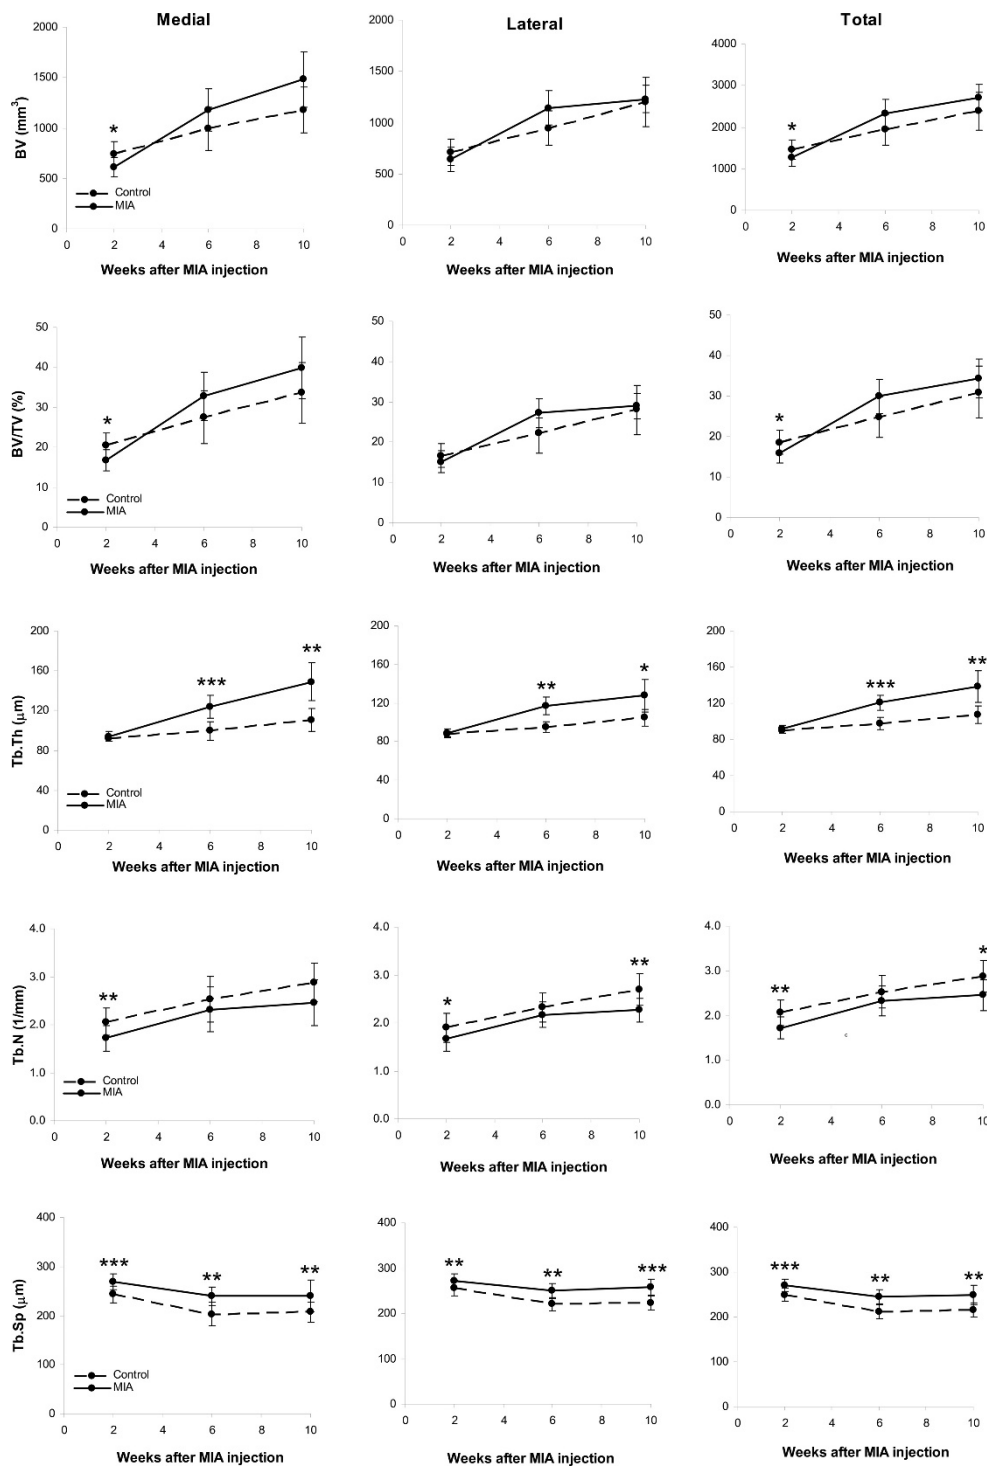 Medial
Lateral
Total
2000
1500
1000
500
0
BV (mm³)
*
Control
MIA
0 2 4 6 8 10
Weeks after MIA injection
2000
1500
1000
500
0
0 2 4 6 8 10
Weeks after MIA injection
4000
3000
2000
1000
0
*
0 2 4 6 8 10
Weeks after MIA injection
50
40
30
20
10
0
BV/TV (%)
*
Control
MIA
0 2 4 6 8 10
Weeks after MIA injection
50
40
30
20
10
0
0 2 4 6 8 10
Weeks after MIA injection
50
40
30
20
10
0
*
0 2 4 6 8 10
Weeks after MIA injection
200
160
120
80
40
0
Tb.Th (μm)
*** **
Control
MIA
0 2 4 6 8 10
Weeks after MIA injection
200
160
120
80
40
0
** *
0 2 4 6 8 10
Weeks after MIA injection
200
160
120
80
40
0
*** **
0 2 4 6 8 10
Weeks after MIA injection
4.0
3.0
2.0
1.0
0.0
Tb.N (1/mm)
**
Control
MIA
0 2 4 6 8 10
Weeks after MIA injection
4.0
3.0
2.0
1.0
0.0
* **
0 2 4 6 8 10
Weeks after MIA injection
4.0
3.0
2.0
1.0
0.0
** *
c
0 2 4 6 8 10
Weeks after MIA injection
400
300
200
100
0
Tb.Sp (μm)
*** ** **
Control
MIA
0 2 4 6 8 10
Weeks after MIA injection
400
300
200
100
0
** ** ***
0 2 4 6 8 10
Weeks after MIA injection
400
300
200
100
0
*** ** **
0 2 4 6 8 10
Weeks after MIA injection